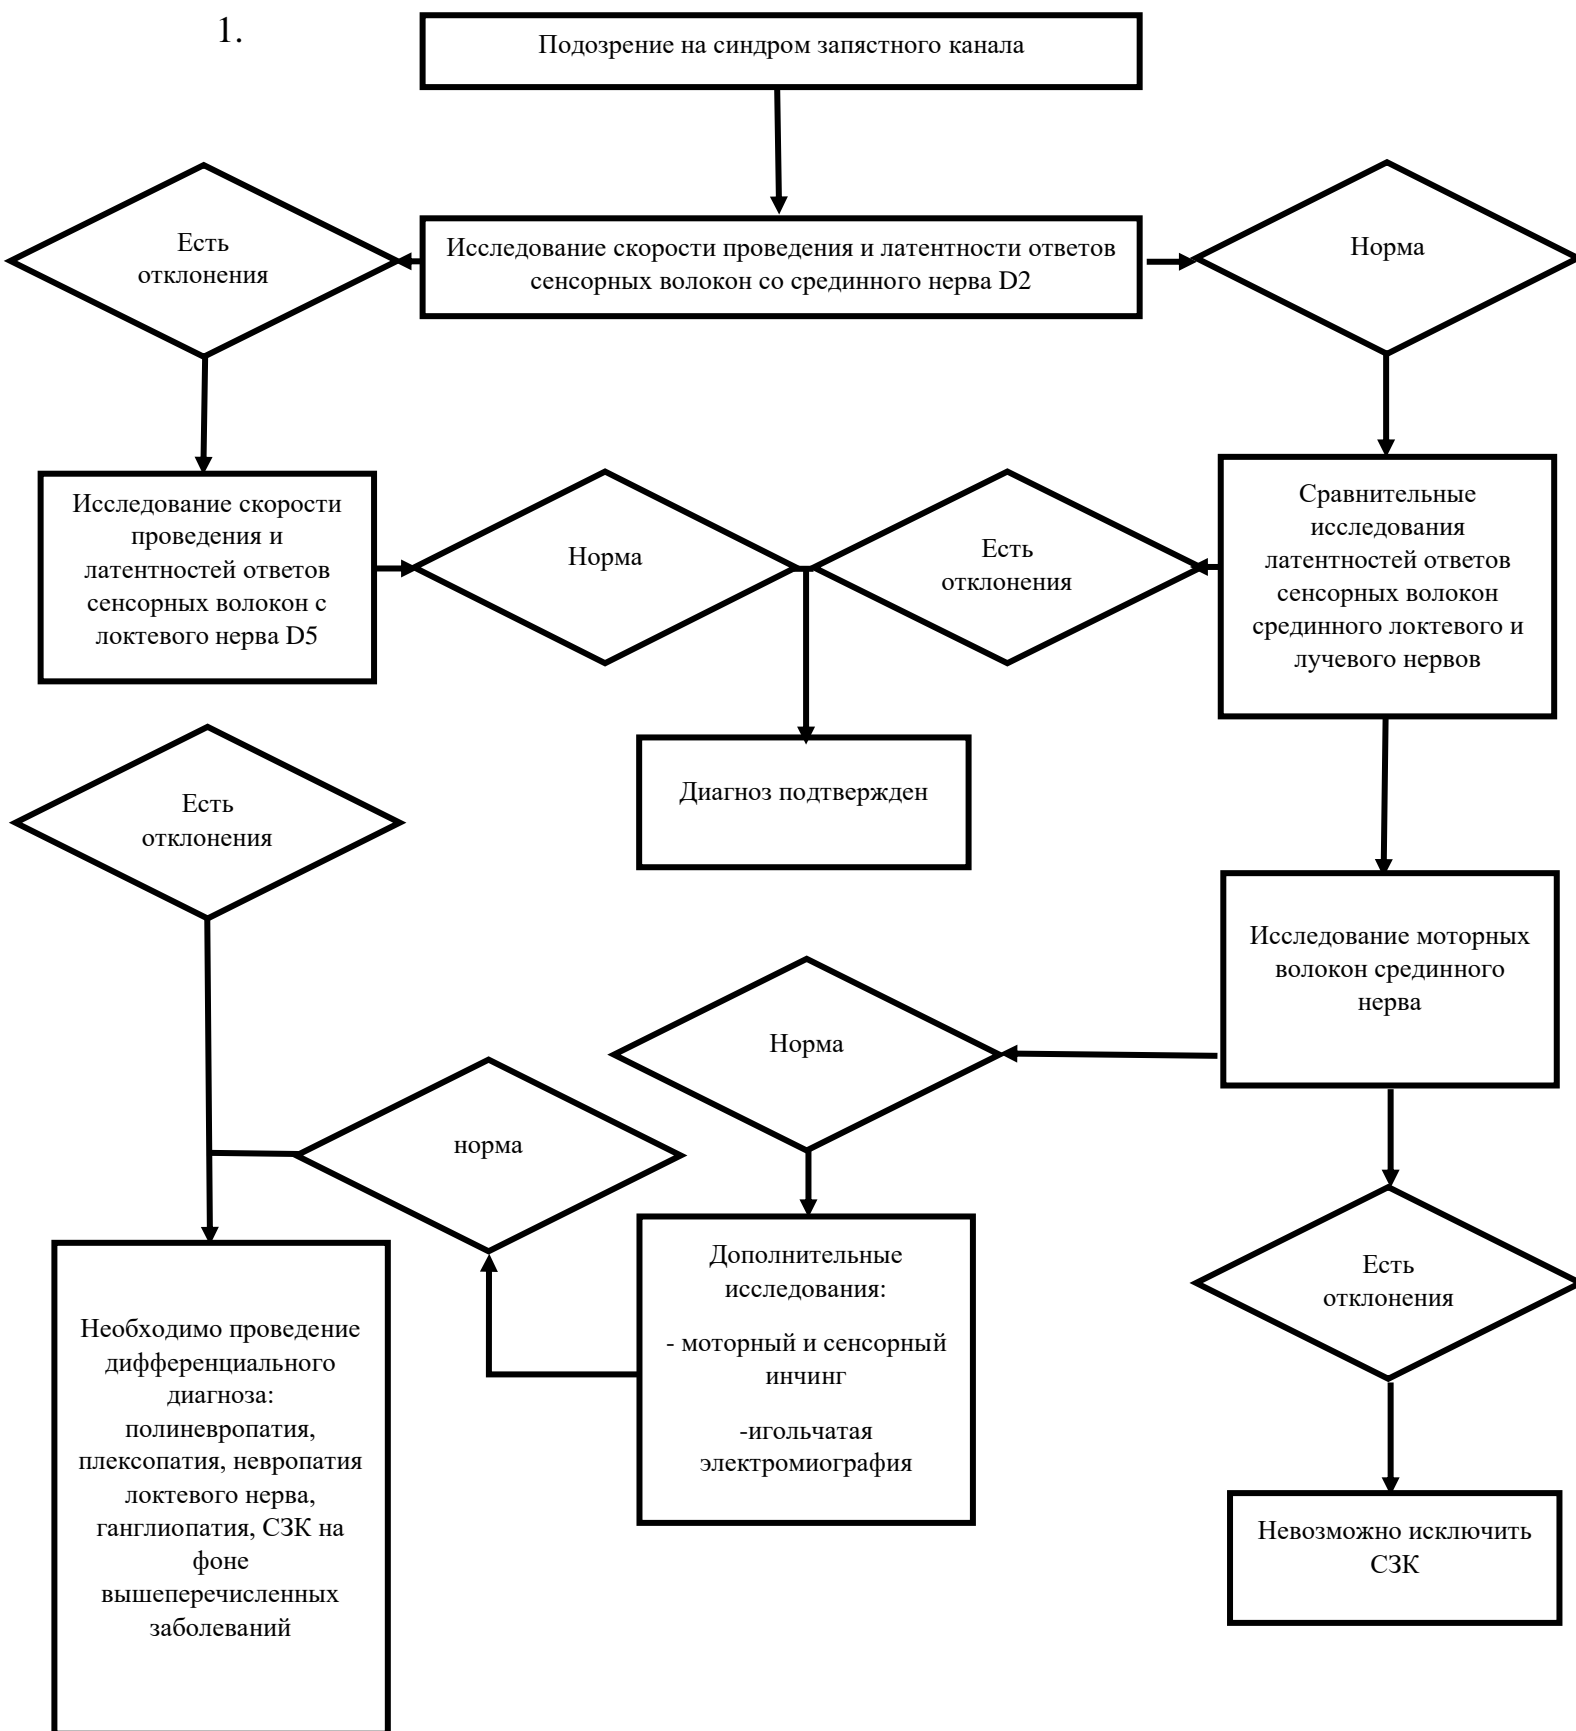 1.
Подозрение на синдром запястного канала
Есть
отклонения
Исследование скорости проведения и латентности ответов
сенсорных волокон со срединного нерва D2
Норма
Исследование скорости
проведения и
латентностей ответов
сенсорных волокон с
локтевого нерва D5
Норма
Есть
отклонения
Сравнительные
исследования
латентностей ответов
сенсорных волокон
срединного локтевого и
лучевого нервов
Есть
отклонения
Диагноз подтвержден
Исследование моторных
волокон срединного
нерва
Норма
норма
Дополнительные
исследования:
- моторный и сенсорный
инчинг
-игольчатая
электромиография
Есть
отклонения
Необходимо проведение
дифференциального
диагноза:
полиневропатия,
плексопатия, невропатия
локтевого нерва,
ганглиопатия, СЗК на
фоне
вышеперечисленных
заболеваний
Невозможно исключить
СЗК